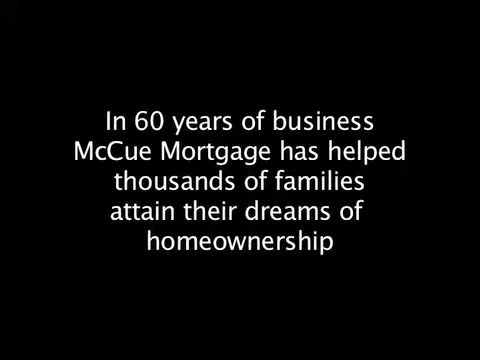 In 60 years of business
McCue Mortgage has helped
thousands of families
attain their dreams of
homeownership